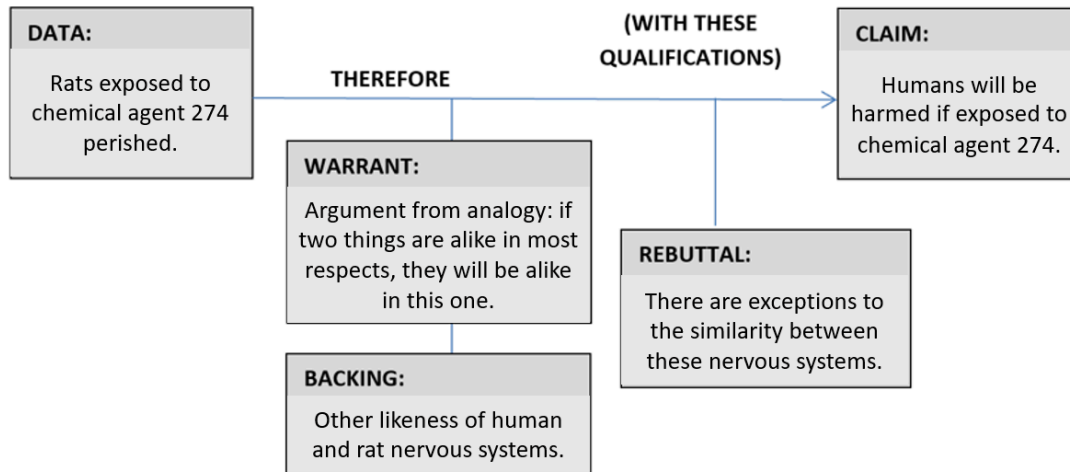 DATA:
Rats exposed to
chemical agent 274
perished.
THEREFORE
(WITH THESE
QUALIFICATIONS)
CLAIM:
Humans will be
harmed if exposed to
chemical agent 274.
WARRANT:
Argument from analogy: if
two things are alike in most
respects, they will be alike
in this one.
REBUTTAL:
There are exceptions to
the similarity between
these nervous systems.
BACKING:
Other likeness of human
and rat nervous systems.